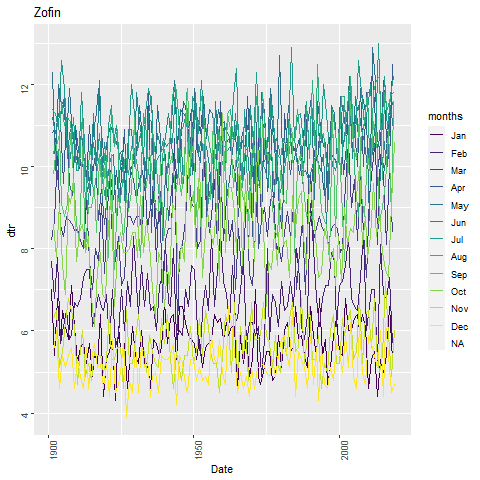 Zofin
12
10
8
6
4
dtr
1900
1950
2000
Date
months
Jan
Feb
Mar
Apr
May
Jun
Jul
Aug
Sep
Oct
Nov
Dec
NA